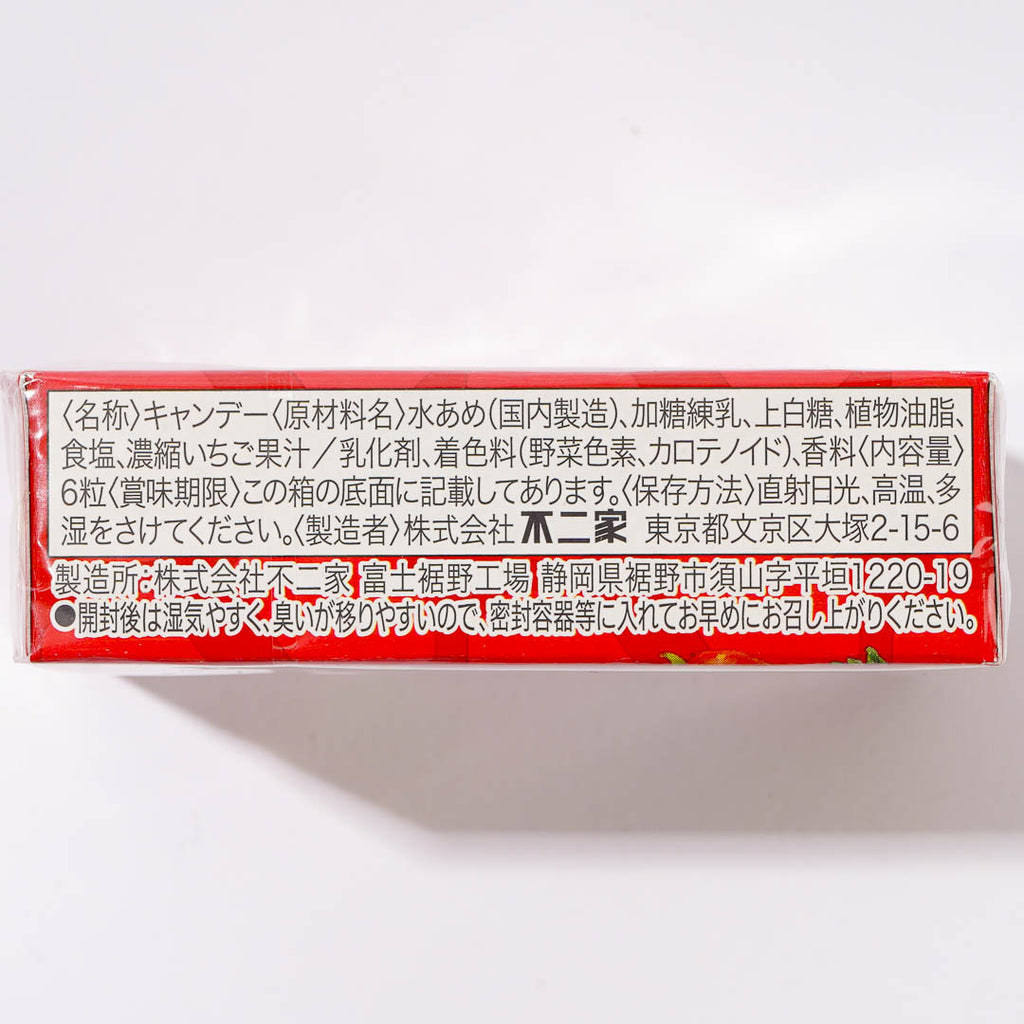 〈名称〉キャンデー〈原材料名〉水あめ(国内製造)、加糖練乳、上白糖、植物油脂、
食塩、濃縮いちご果汁／乳化剤、着色料(野菜色素、カロテノイド)、香料〈内容量〉
6粒〈賞味期限〉この箱の底面に記載してあります。〈保存方法〉直射日光、高温、多
湿をさけてください。〈製造者〉株式会社 不二家 東京都文京区大塚2-15-6
製造所:株式会社不二家 富士裾野工場 静岡県裾野市須山字平垣1220-19
●開封後は湿気やすく、臭いが移りやすいので、密封容器等に入れてお早めにお召し上がりください。